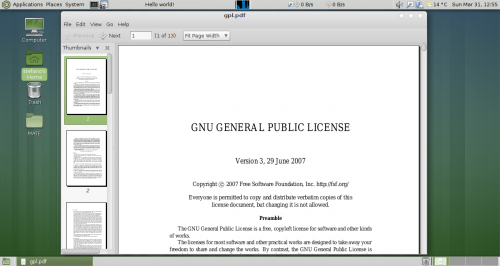 Applications Places System
Hello world!
0 B/s
0 B/s
14 °C
Sun Mar 31, 12:55
gpl.pdf
File Edit View Go Help
Previous
Next
1
Fit Page Width
Thumbnails
1
2
GNU GENERAL PUBLIC LICENSE
Version 3, 29 June 2007
Copyright © 2007 Free Software Foundation, Inc. http://fsf.org/
Everyone is permitted to copy and distribute verbatim copies of this
license document, but changing it is not allowed.
Preamble
The GNU General Public License is a free, copyleft license for software and other kinds
of works.
The licenses for most software and other practical works are designed to take away your
freedom to share and change the works. By contrast, the GNU General Public License is
Computer
Home
Trash
MATE
gpl.pdf